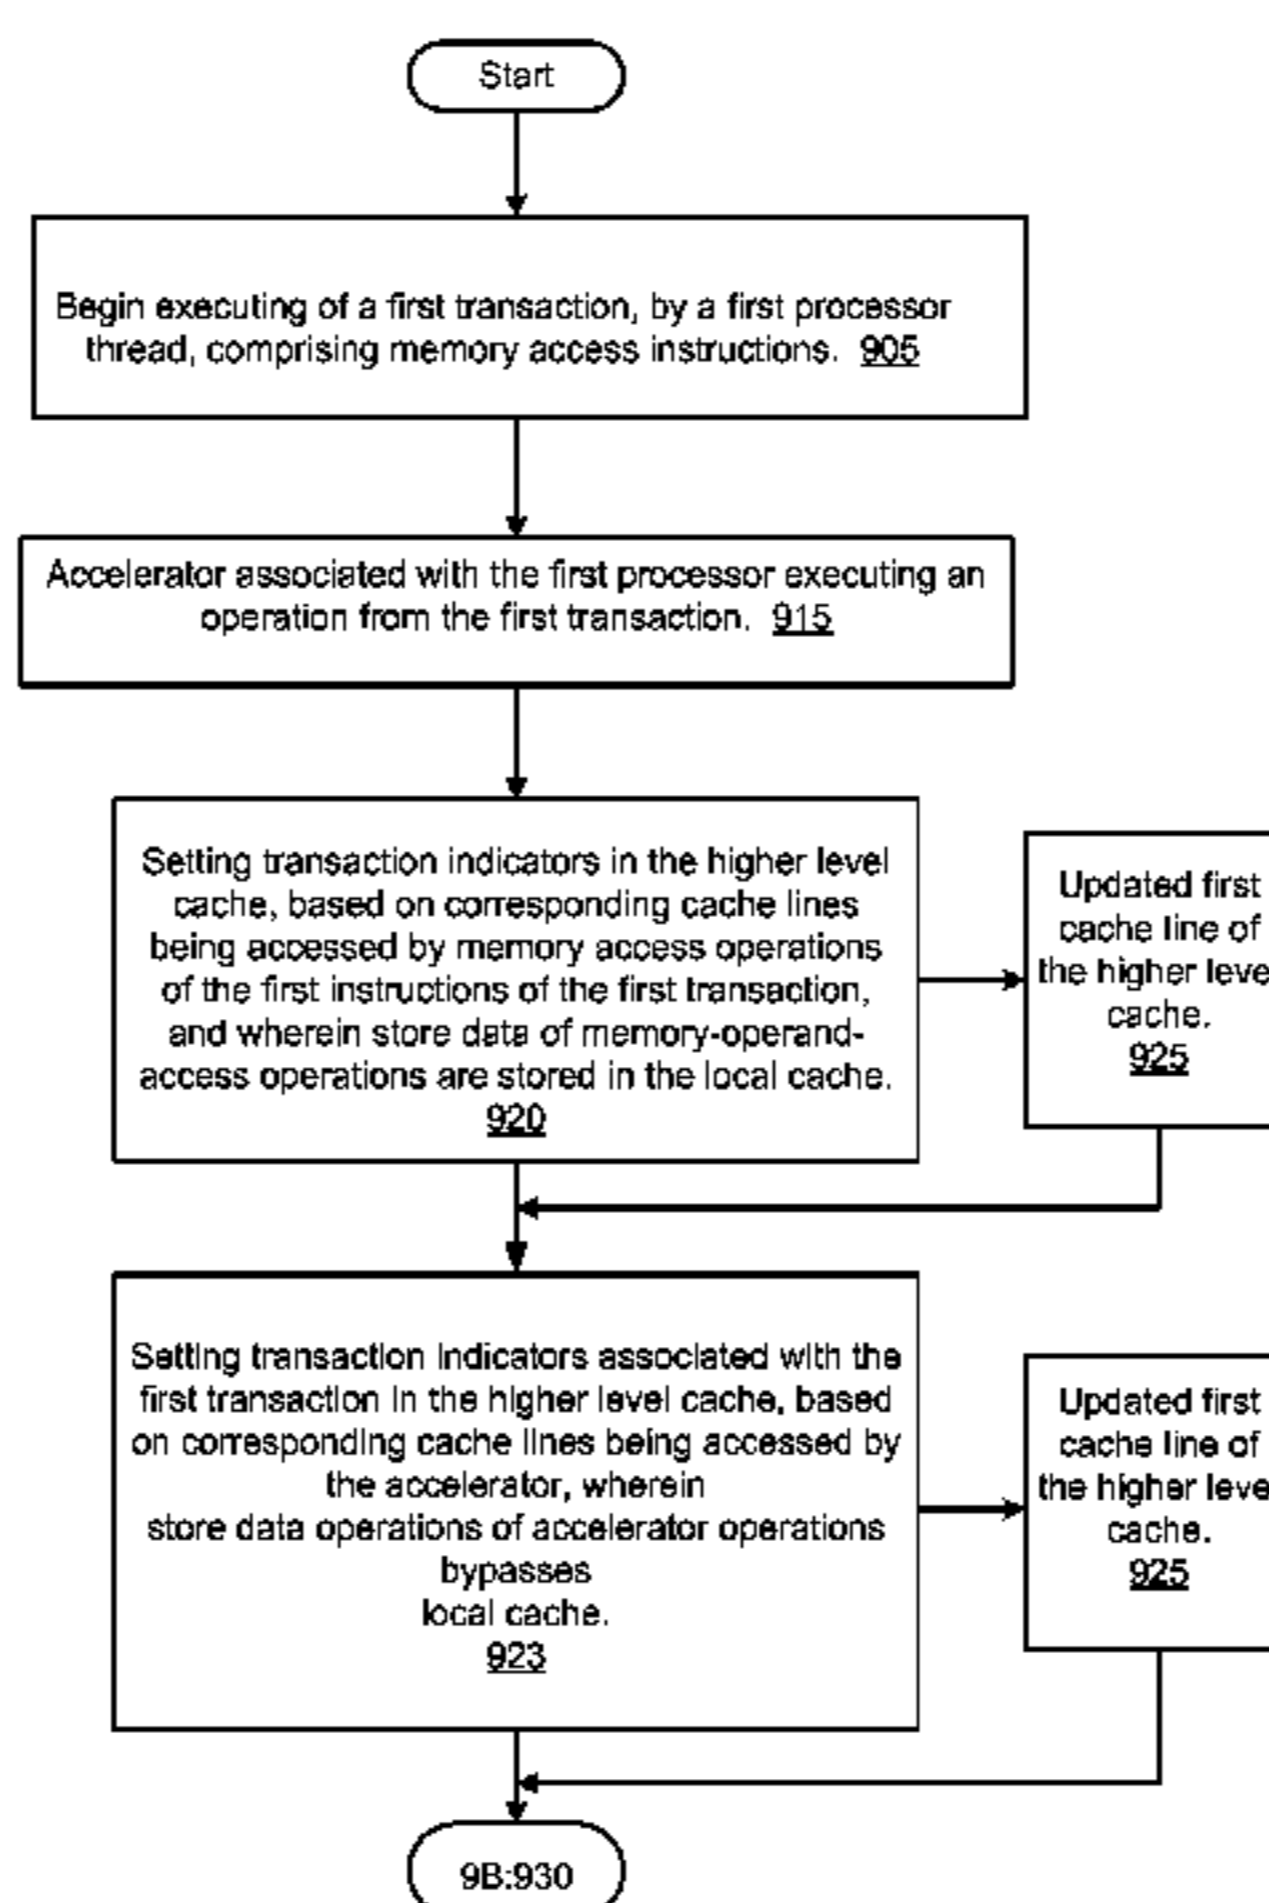 Start
Begin executing of a first transaction, by a first processor
thread, comprising memory access instructions. 905
Accelerator associated with the first processor executing an
operation from the first transaction. 915
Setting transaction indicators in the higher level
cache, based on corresponding cache lines
being accessed by memory access operations
of the first instructions of the first transaction,
and wherein store data of memory-operand-
access operations are stored in the local cache.
920
Updated first
cache line of
the higher leve
cache.
925
Setting transaction indicators associated with the
first transaction in the higher level cache, based
on corresponding cache lines being accessed by
the accelerator, wherein
store data operations of accelerator operations
bypasses
local cache.
923
Updated first
cache line of
the higher leve
cache.
925
9B:930